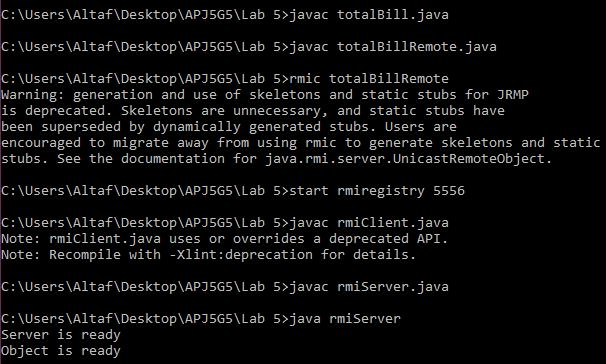 C:\Users\Altaf\Desktop\APJ5G5\Lab 5>javac totalBill.java
C:\Users\Altaf\Desktop\APJ5G5\Lab 5>javac totalBillRemote.java
C:\Users\Altaf\Desktop\APJ5G5\Lab 5>rmic totalBillRemote
Warning: generation and use of skeletons and static stubs for JRMP
is deprecated. Skeletons are unnecessary, and static stubs have
been superseded by dynamically generated stubs. Users are
encouraged to migrate away from using rmic to generate skeletons and static
stubs. See the documentation for java.rmi.server.UnicastRemoteObject.
C:\Users\Altaf\Desktop\APJ5G5\Lab 5>start rmiregistry 5556
C:\Users\Altaf\Desktop\APJ5G5\Lab 5>javac rmiClient.java
Note: rmiClient.java uses or overrides a deprecated API.
Note: Recompile with -Xlint:deprecation for details.
C:\Users\Altaf\Desktop\APJ5G5\Lab 5>javac rmiServer.java
C:\Users\Altaf\Desktop\APJ5G5\Lab 5>java rmiServer
Server is ready
Object is ready